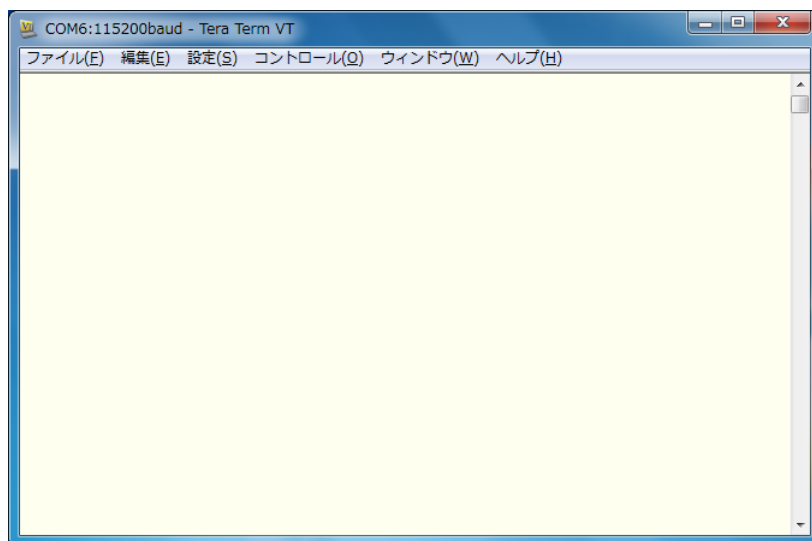 COM6:115200baud - Tera Term VT
ファイル(F) 編集(E) 設定(S) コントロール(O) ウィンドウ(W) ヘルプ(H)